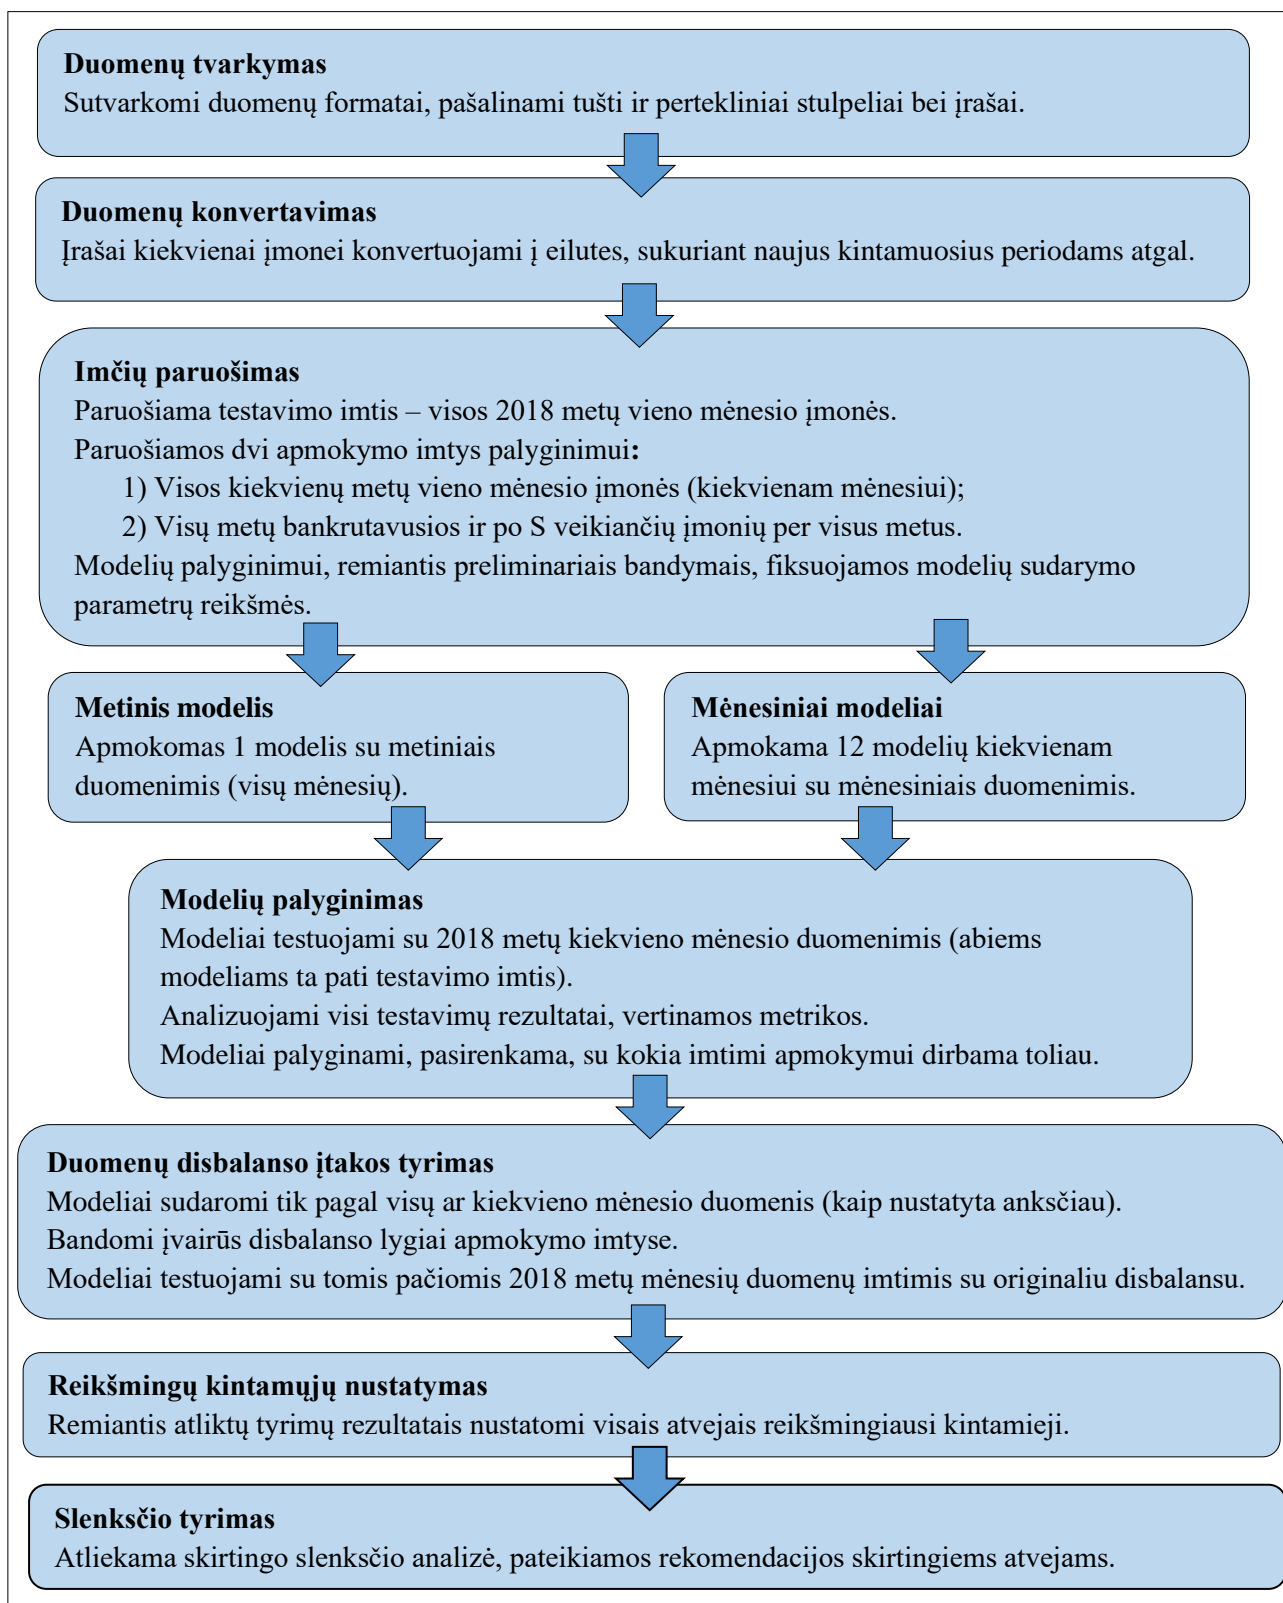 Duomenų tvarkymas
Sutvarkomi duomenų formatai, pašalinami tušti ir pertekliniai stulpeliai bei įrašai.
Duomenų konvertavimas
Įrašai kiekvienai įmonei konvertuojami į eilutes, sukuriant naujus kintamuosius periodams atgal.
Imčių paruošimas
Paruošiama testavimo imtis – visos 2018 metų vieno mėnesio įmonės.
Paruošiamos dvi apmokymo imtys palyginimui:
1) Visos kiekvienų metų vieno mėnesio įmonės (kiekvienam mėnesiui);
2) Visų metų bankrutavusios ir po S veikiančių įmonių per visus metus.
Modelių palyginimui, remiantis preliminariais bandymais, fiksuojamos modelių sudarymo
parametrų reikšmės.
Metinis modelis
Apmokomas 1 modelis su metiniais
duomenimis (visų mėnesių).
Mėnesiniai modeliai
Apmokama 12 modelių kiekvienam
mėnesiui su mėnesiniais duomenimis.
Modelių palyginimas
Modeliai testuojami su 2018 metų kiekvieno mėnesio duomenimis (abiems
modeliams ta pati testavimo imtis).
Analizuojami visi testavimų rezultatai, vertinamos metrikos.
Modeliai palyginami, pasirenkama, su kokia imtimi apmokymui dirbama toliau.
Duomenų disbalanso įtakos tyrimas
Modeliai sudaromi tik pagal visų ar kiekvieno mėnesio duomenis (kaip nustatyta anksčiau).
Bandomi įvairūs disbalanso lygiai apmokymo imtyse.
Modeliai testuojami su tomis pačiomis 2018 metų mėnesių duomenų imtimis su originaliu disbalansu.
Reikšmingų kintamųjų nustatymas
Remiantis atliktų tyrimų rezultatais nustatomi visais atvejais reikšmingiausi kintamieji.
Slenksčio tyrimas
Atliekama skirtingo slenksčio analizė, pateikiamos rekomendacijos skirtingiems atvejams.